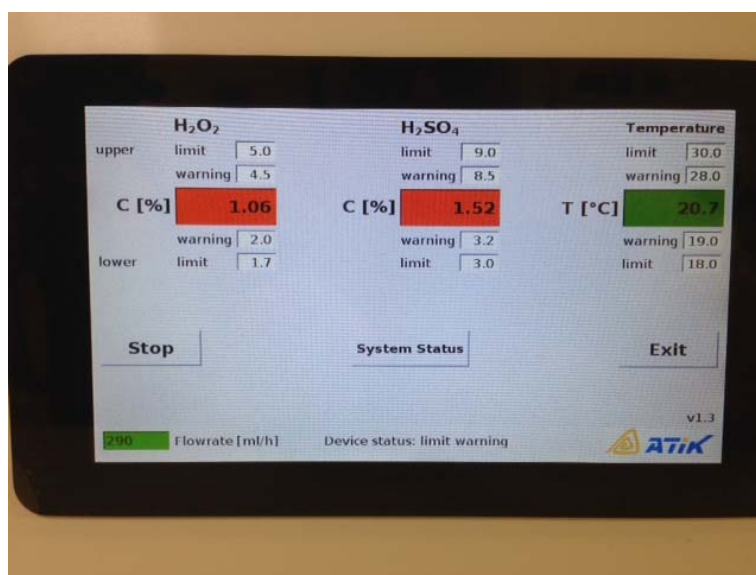 H₂O₂ H₂SO₄ Temperature
upper limit 5.0 limit 9.0 limit 30.0
warning 4.5 warning 8.5 warning 28.0
C [%] 1.06 C [%] 1.52 T [°C] 20.7
warning 2.0 warning 3.2 warning 19.0
lower limit 1.7 limit 3.0 limit 18.0
Stop System Status Exit
v1.3
290 Flowrate [ml/h] Device status: limit warning ATiK